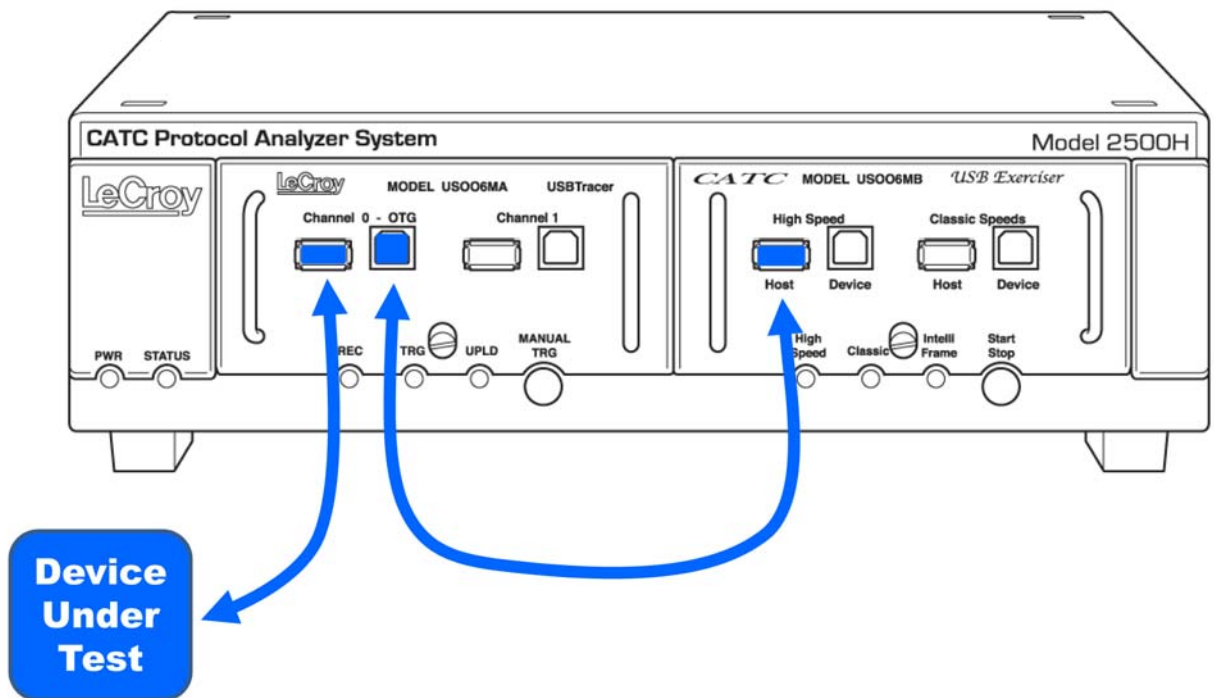 CATC Protocol Analyzer System
Model 2500H
LeCroy
LeCroy MODEL US006MA USBTracer
Channel 0 - OTG Channel 1
REC TRG UPLD MANUAL TRG
PWR STATUS
CATC MODEL US006MB USB Exerciser
High Speed Classic Speeds
Host Device Host Device
High Speed Classic Intelli Frame Start Stop
Device
Under
Test